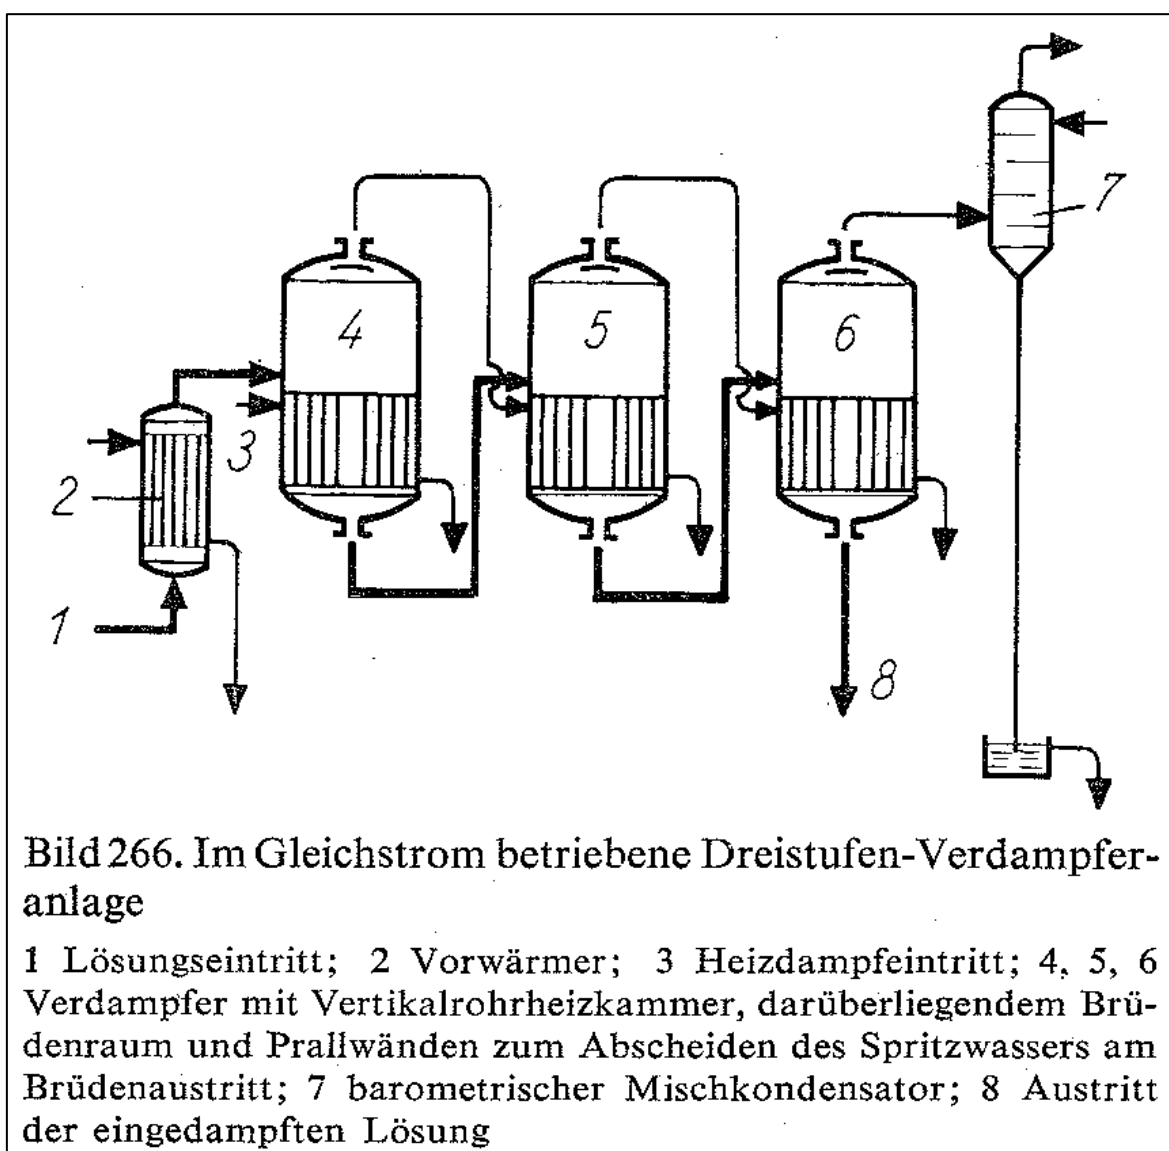 4
5
6
7
3
2
1
8
Bild 266. Im Gleichstrom betriebene Dreistufen-Verdampfer-
anlage
1 Lösungseintritt; 2 Vorwärmer; 3 Heizdampfeintritt; 4, 5, 6
Verdampfer mit Vertikalrohrheizkammer, darüberliegendem Brü-
denraum und Prallwänden zum Abscheiden des Spritzwassers am
Brüdenaustritt; 7 barometrischer Mischkondensator; 8 Austritt
der eingedampften Lösung